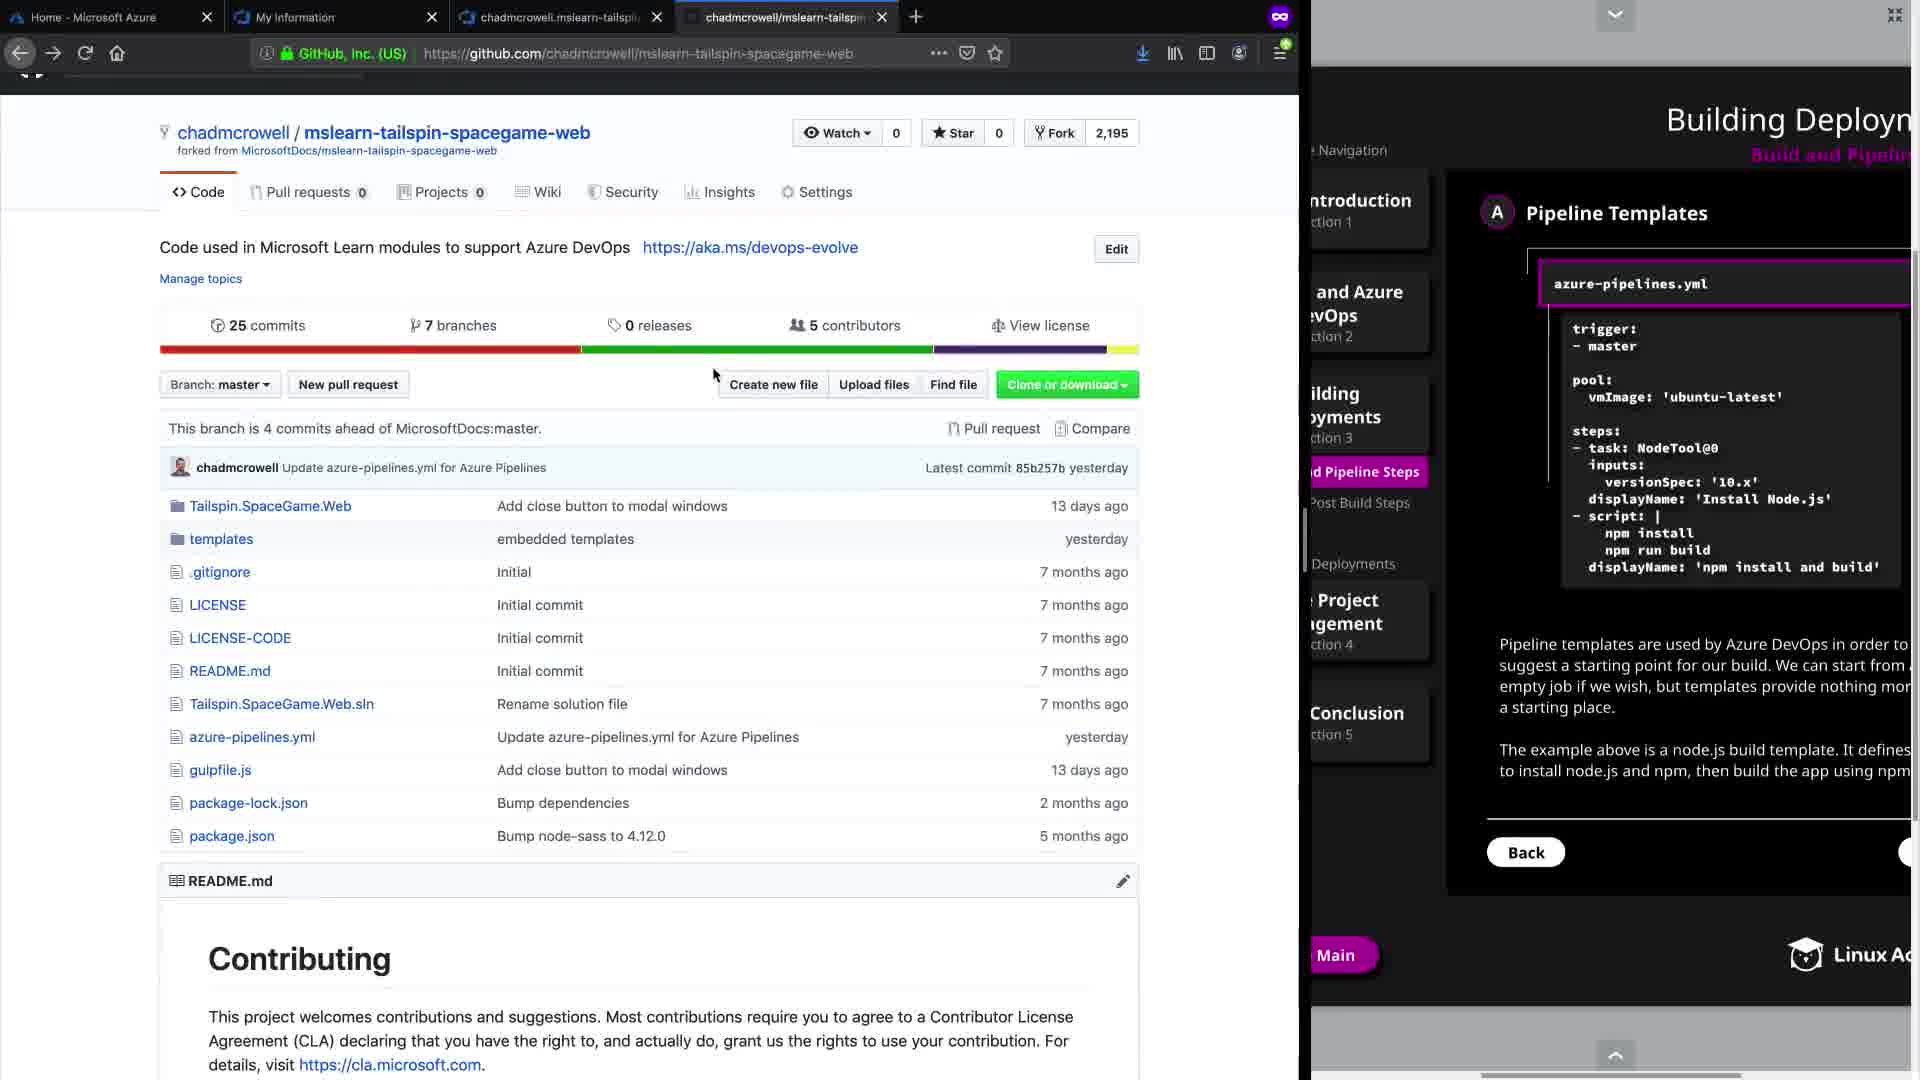 Home - Microsoft Azure
My Information
chadmcrowell.mslearn-tailspi
chadmcrowell/mslearn-tailspin
GitHub, Inc. (US)
https://github.com/chadmcrowell/mslearn-tailspin-spacegame-web
chadmcrowell / mslearn-tailspin-spacegame-web
forked from MicrosoftDocs/mslearn-tailspin-spacegame-web
Watch 0
Star 0
Fork 2,195
Code
Pull requests 0
Projects 0
Wiki
Security
Insights
Settings
Code used in Microsoft Learn modules to support Azure DevOps https://aka.ms/devops-evolve
Edit
Manage topics
25 commits
7 branches
0 releases
5 contributors
View license
Branch: master
New pull request
Create new file
Upload files
Find file
Clone or download
This branch is 4 commits ahead of MicrosoftDocs:master.
Pull request
Compare
chadmcrowell Update azure-pipelines.yml for Azure Pipelines
Latest commit 85b257b yesterday
Tailspin.SpaceGame.Web Add close button to modal windows 13 days ago
templates embedded templates yesterday
.gitignore Initial 7 months ago
LICENSE Initial commit 7 months ago
LICENSE-CODE Initial commit 7 months ago
README.md Initial commit 7 months ago
Tailspin.SpaceGame.Web.sln Rename solution file 7 months ago
azure-pipelines.yml Update azure-pipelines.yml for Azure Pipelines yesterday
gulpfile.js Add close button to modal windows 13 days ago
package-lock.json Bump dependencies 2 months ago
package.json Bump node-sass to 4.12.0 5 months ago
README.md
Contributing
This project welcomes contributions and suggestions. Most contributions require you to agree to a Contributor License
Agreement (CLA) declaring that you have the right to, and actually do, grant us the rights to use your contribution. For
details, visit https://cla.microsoft.com.
Building Deployn
Build and Pipelin
Navigation
ntroduction
ction 1
and Azure
evOps
ction 2
ilding
oyments
ction 3
d Pipeline Steps
Post Build Steps
Deployments
Project
agement
ction 4
Conclusion
ction 5
Main
A Pipeline Templates
azure-pipelines.yml
trigger:
- master
pool:
vmImage: 'ubuntu-latest'
steps:
- task: NodeTool@0
inputs:
versionSpec: '10.x'
displayName: 'Install Node.js'
- script: |
npm install
npm run build
displayName: 'npm install and build'
Pipeline templates are used by Azure DevOps in order to
suggest a starting point for our build. We can start from
empty job if we wish, but templates provide nothing mor
a starting place.
The example above is a node.js build template. It defines
to install node.js and npm, then build the app using npm
Back
Linux Ac